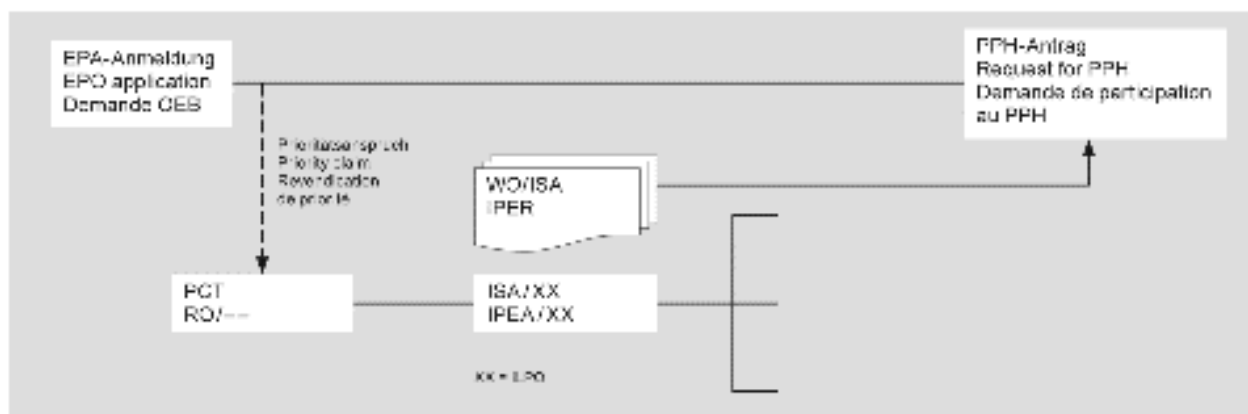 EPA-Anmeldung
EPO application
Demande OEB
PPH-Antrag
Request for PPH
Demande de participation
au PPH
Prioritätsanspruch
Priority claim
Revendication
de priorité
WO/ISA
IPER
PCT
RO/--
ISA/XX
IPEA/XX
XX =